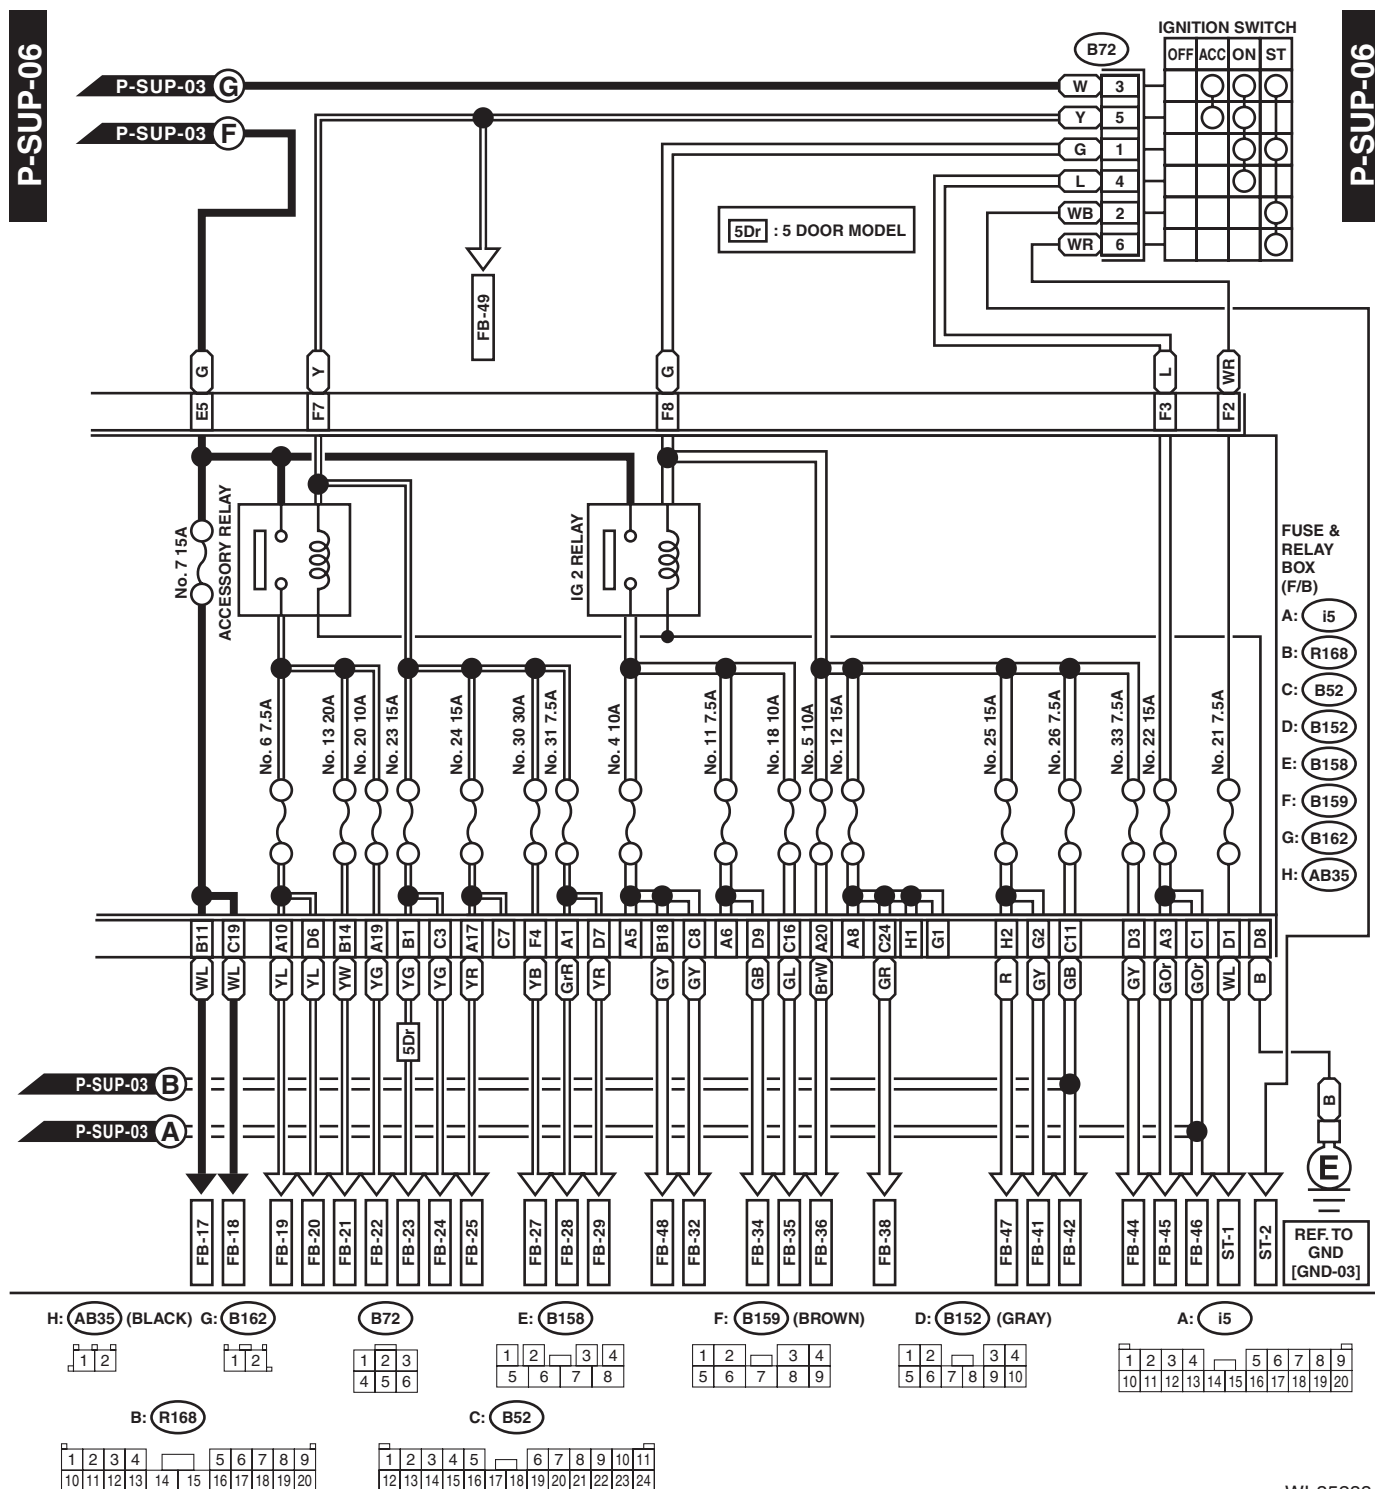 P-SUP-06
P-SUP-06
IGNITION SWITCH
B72
OFF ACC ON ST
P-SUP-03 G
W 3
P-SUP-03 F
Y 5
G 1
L 4
WB 2
WR 6
5Dr : 5 DOOR MODEL
FB-49
G Y G L WR
E5 F7 F8 F3 F2
No. 7 15A
ACCESSORY RELAY
IG 2 RELAY
FUSE &
RELAY
BOX
(F/B)
A: i5
B: R168
C: B52
D: B152
E: B158
F: B159
G: B162
H: AB35
No. 6 7.5A
No. 13 20A
No. 20 10A
No. 23 15A
No. 24 15A
No. 30 30A
No. 31 7.5A
No. 4 10A
No. 11 7.5A
No. 18 10A
No. 5 10A
No. 12 15A
No. 25 15A
No. 26 7.5A
No. 33 7.5A
No. 22 15A
No. 21 7.5A
B11 C19 A10 D6 B14 A19 B1 C3 A17 C7 F4 A1 D7 A5 B18 C8 A6 D9 C16 A20 A8 C24 H1 G1 H2 G2 C11 D3 A3 C1 D1 D8
WL WL YL YL YW YG YG YG YR YB GrR YR GY GY GB GL BrW GR R GY GB GY GOr GOr WL B
5Dr
P-SUP-03 B
B
P-SUP-03 A
E
FB-17 FB-18 FB-19 FB-20 FB-21 FB-22 FB-23 FB-24 FB-25 FB-27 FB-28 FB-29 FB-48 FB-32 FB-34 FB-35 FB-36 FB-38 FB-47 FB-41 FB-42 FB-44 FB-45 FB-46 ST-1 ST-2
REF. TO
GND
[GND-03]
H: AB35 (BLACK) G: B162 B72 E: B158 F: B159 (BROWN) D: B152 (GRAY) A: i5
1 2
1 2
1 2 3
4 5 6
1 2 3 4
5 6 7 8
1 2 3 4
5 6 7 8 9
1 2 3 4
5 6 7 8 9 10
1 2 3 4 5 6 7 8 9
10 11 12 13 14 15 16 17 18 19 20
B: R168 C: B52
1 2 3 4 5 6 7 8 9
10 11 12 13 14 15 16 17 18 19 20
1 2 3 4 5 6 7 8 9 10 11
12 13 14 15 16 17 18 19 20 21 22 23 24